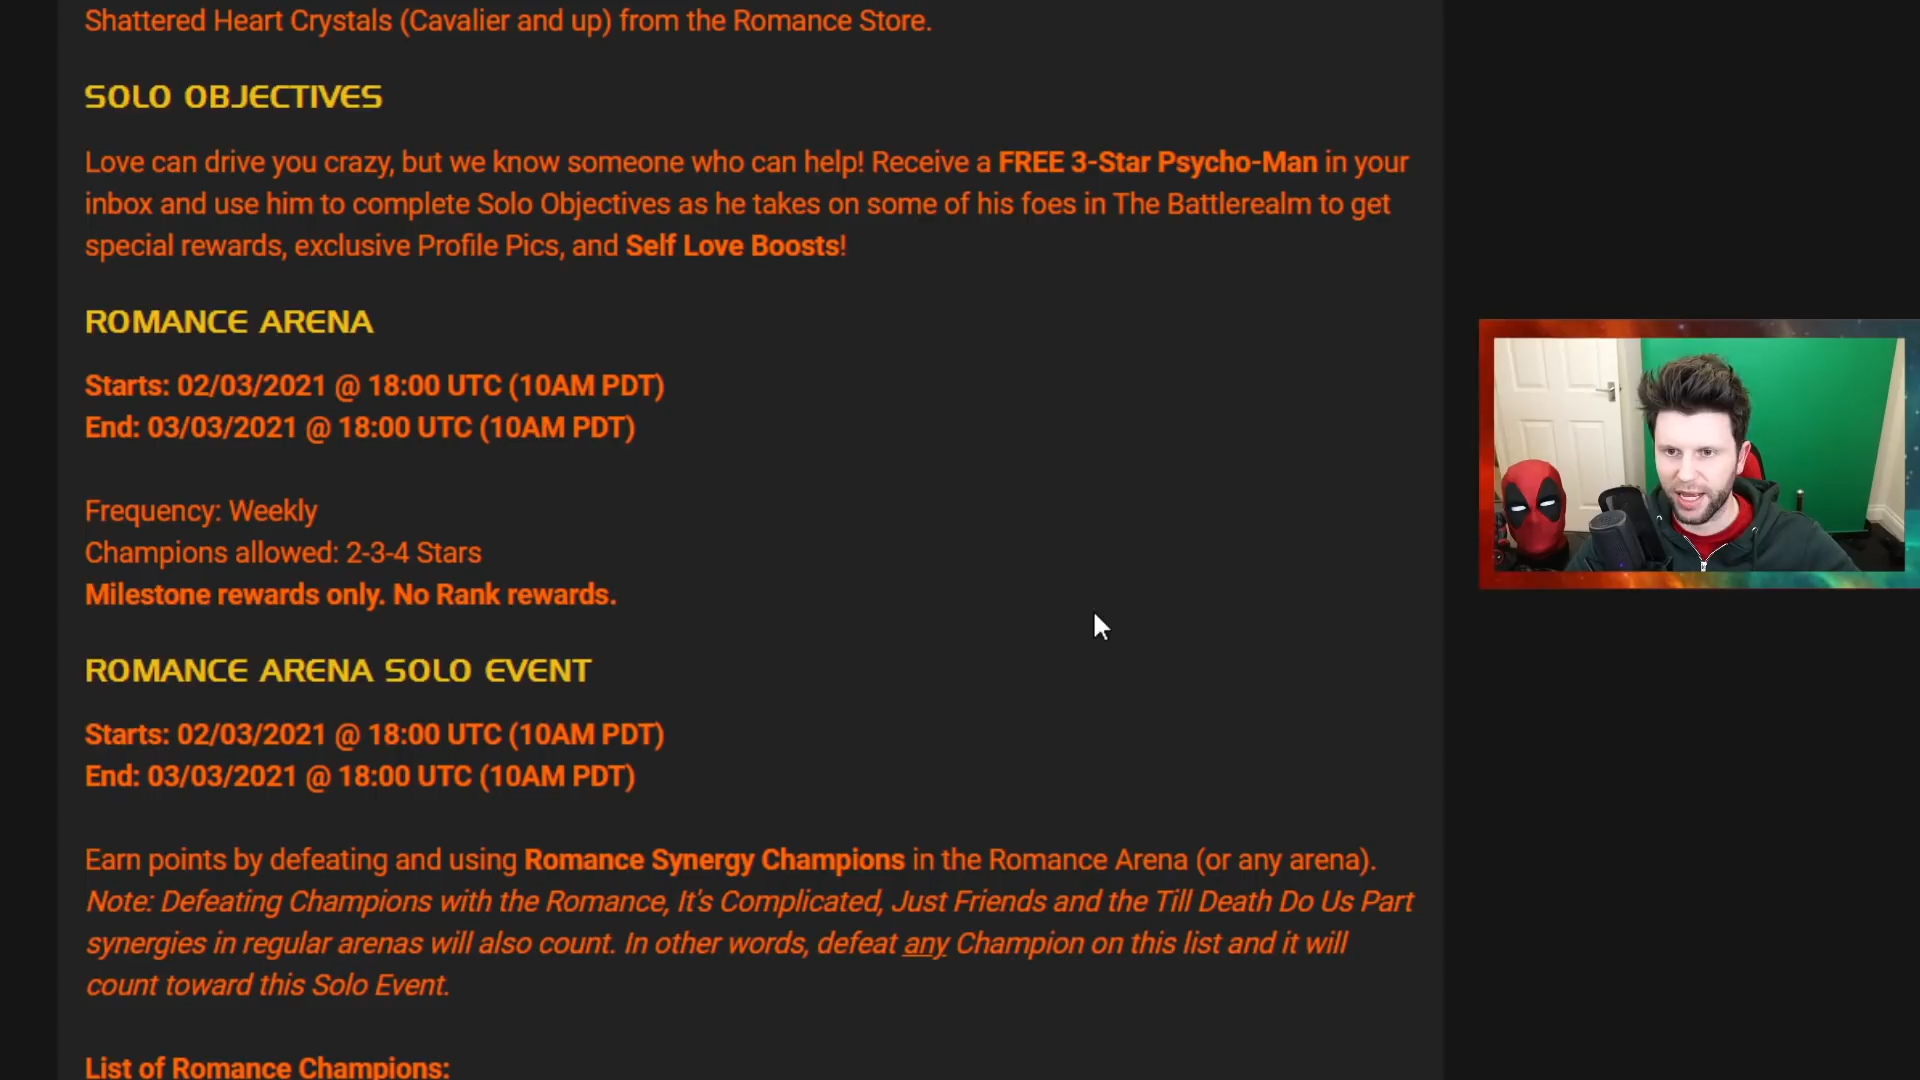 Shattered Heart Crystals (Cavalier and up) from the Romance Store.
SOLO OBJECTIVES
Love can drive you crazy, but we know someone who can help! Receive a FREE 3-Star Psycho-Man in your
inbox and use him to complete Solo Objectives as he takes on some of his foes in The Battlerealm to get
special rewards, exclusive Profile Pics, and Self Love Boosts!
ROMANCE ARENA
Starts: 02/03/2021 @ 18:00 UTC (10AM PDT)
End: 03/03/2021 @ 18:00 UTC (10AM PDT)
Frequency: Weekly
Champions allowed: 2-3-4 Stars
Milestone rewards only. No Rank rewards.
ROMANCE ARENA SOLO EVENT
Starts: 02/03/2021 @ 18:00 UTC (10AM PDT)
End: 03/03/2021 @ 18:00 UTC (10AM PDT)
Earn points by defeating and using Romance Synergy Champions in the Romance Arena (or any arena).
Note: Defeating Champions with the Romance, It's Complicated, Just Friends and the Till Death Do Us Part
synergies in regular arenas will also count. In other words, defeat any Champion on this list and it will
count toward this Solo Event.
List of Romance Champions: